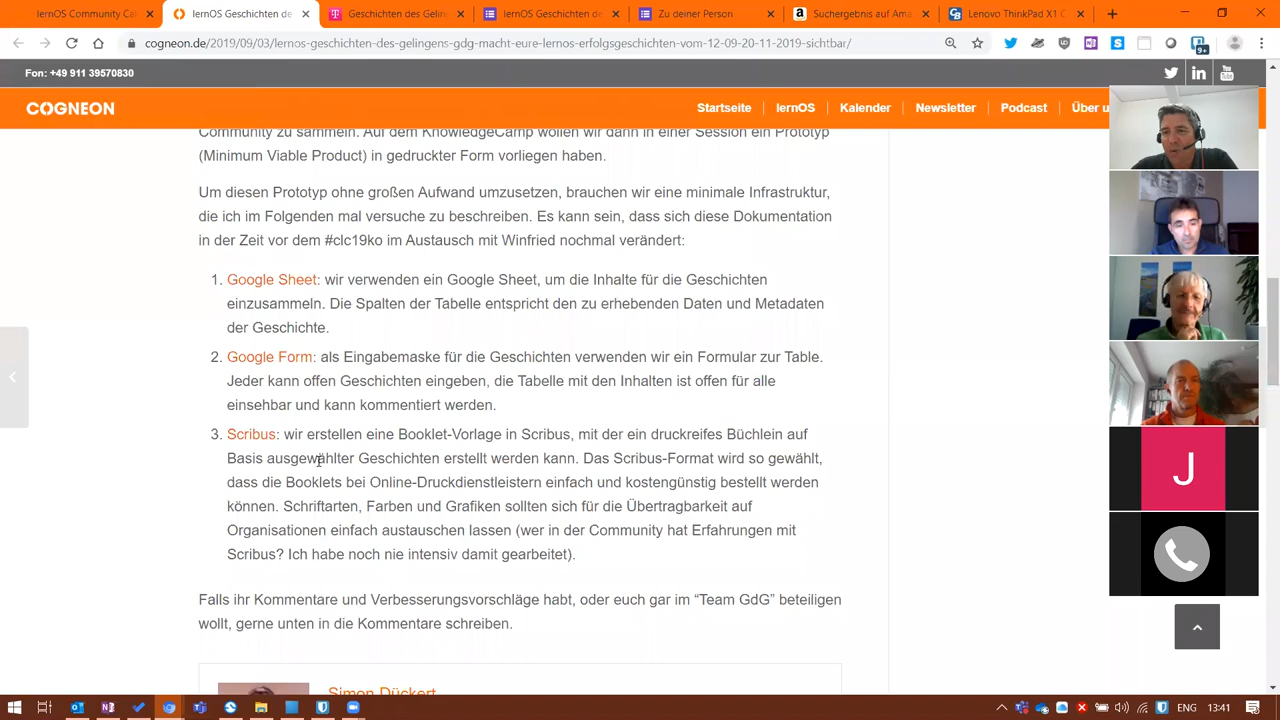 lernOS Community Cal
lernOS Geschichten de
Geschichten des Geling
lernOS Geschichten de
Zu deiner Person
Suchergebnis auf Ama
Lenovo ThinkPad X1 C
cogneon.de/2019/09/03/lernos-geschichten-des-gelingens-gdg-macht-eure-lernos-erfolgsgeschichten-vom-12-09-20-11-2019-sichtbar/
9+
Fon: +49 911 39570830
COGNEON
Startseite lernOS Kalender Newsletter Podcast Über u
Community zu sammeln. Auf dem KnowledgeCamp wollen wir dann in einer Session ein Prototyp
(Minimum Viable Product) in gedruckter Form vorliegen haben.
Um diesen Prototyp ohne großen Aufwand umzusetzen, brauchen wir eine minimale Infrastruktur,
die ich im Folgenden mal versuche zu beschreiben. Es kann sein, dass sich diese Dokumentation
in der Zeit vor dem #clc19ko im Austausch mit Winfried nochmal verändert:
1. Google Sheet: wir verwenden ein Google Sheet, um die Inhalte für die Geschichten
einzusammeln. Die Spalten der Tabelle entspricht den zu erhebenden Daten und Metadaten
der Geschichte.
2. Google Form: als Eingabemaske für die Geschichten verwenden wir ein Formular zur Table.
Jeder kann offen Geschichten eingeben, die Tabelle mit den Inhalten ist offen für alle
einsehbar und kann kommentiert werden.
3. Scribus: wir erstellen eine Booklet-Vorlage in Scribus, mit der ein druckreifes Büchlein auf
Basis ausgewählter Geschichten erstellt werden kann. Das Scribus-Format wird so gewählt,
dass die Booklets bei Online-Druckdienstleistern einfach und kostengünstig bestellt werden
können. Schriftarten, Farben und Grafiken sollten sich für die Übertragbarkeit auf
Organisationen einfach austauschen lassen (wer in der Community hat Erfahrungen mit
Scribus? Ich habe noch nie intensiv damit gearbeitet).
Falls ihr Kommentare und Verbesserungsvorschläge habt, oder euch gar im “Team GdG” beteiligen
wollt, gerne unten in die Kommentare schreiben.
Simon Dückert
J
ENG 13:41